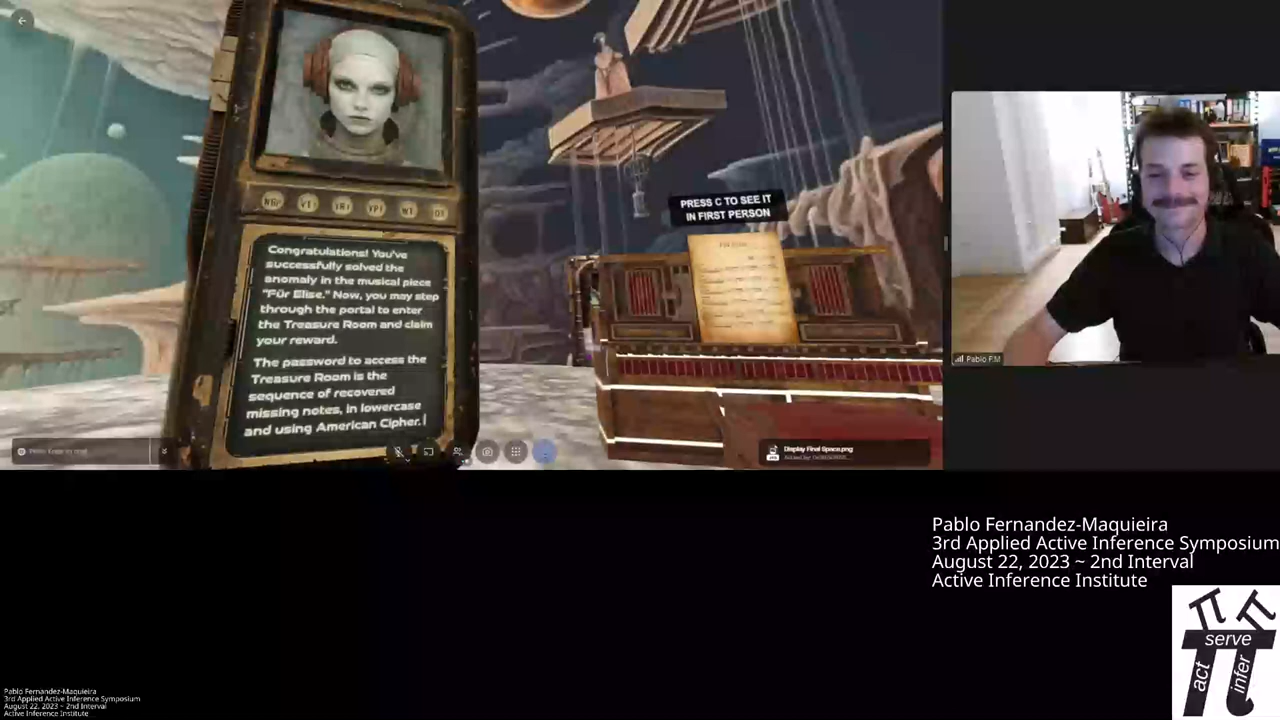 Congratulations! You've
successfully solved the
anomaly in the musical piece
"Für Elise." Now, you may step
through the portal to enter
the Treasure Room and claim
your reward.
The password to access the
Treasure Room is the
sequence of recovered
missing notes, in lowercase
and using American Cipher.
PRESS C TO SEE IT
IN FIRST PERSON
Display Final Space.png
Pablo F.M
Pablo Fernandez-Maquieira
3rd Applied Active Inference Symposium
August 22, 2023 ~ 2nd Interval
Active Inference Institute
serve
act
infer
Pablo Fernandez-Maquieira
3rd Applied Active Inference Symposium
August 22, 2023 ~ 2nd Interval
Active Inference Institute